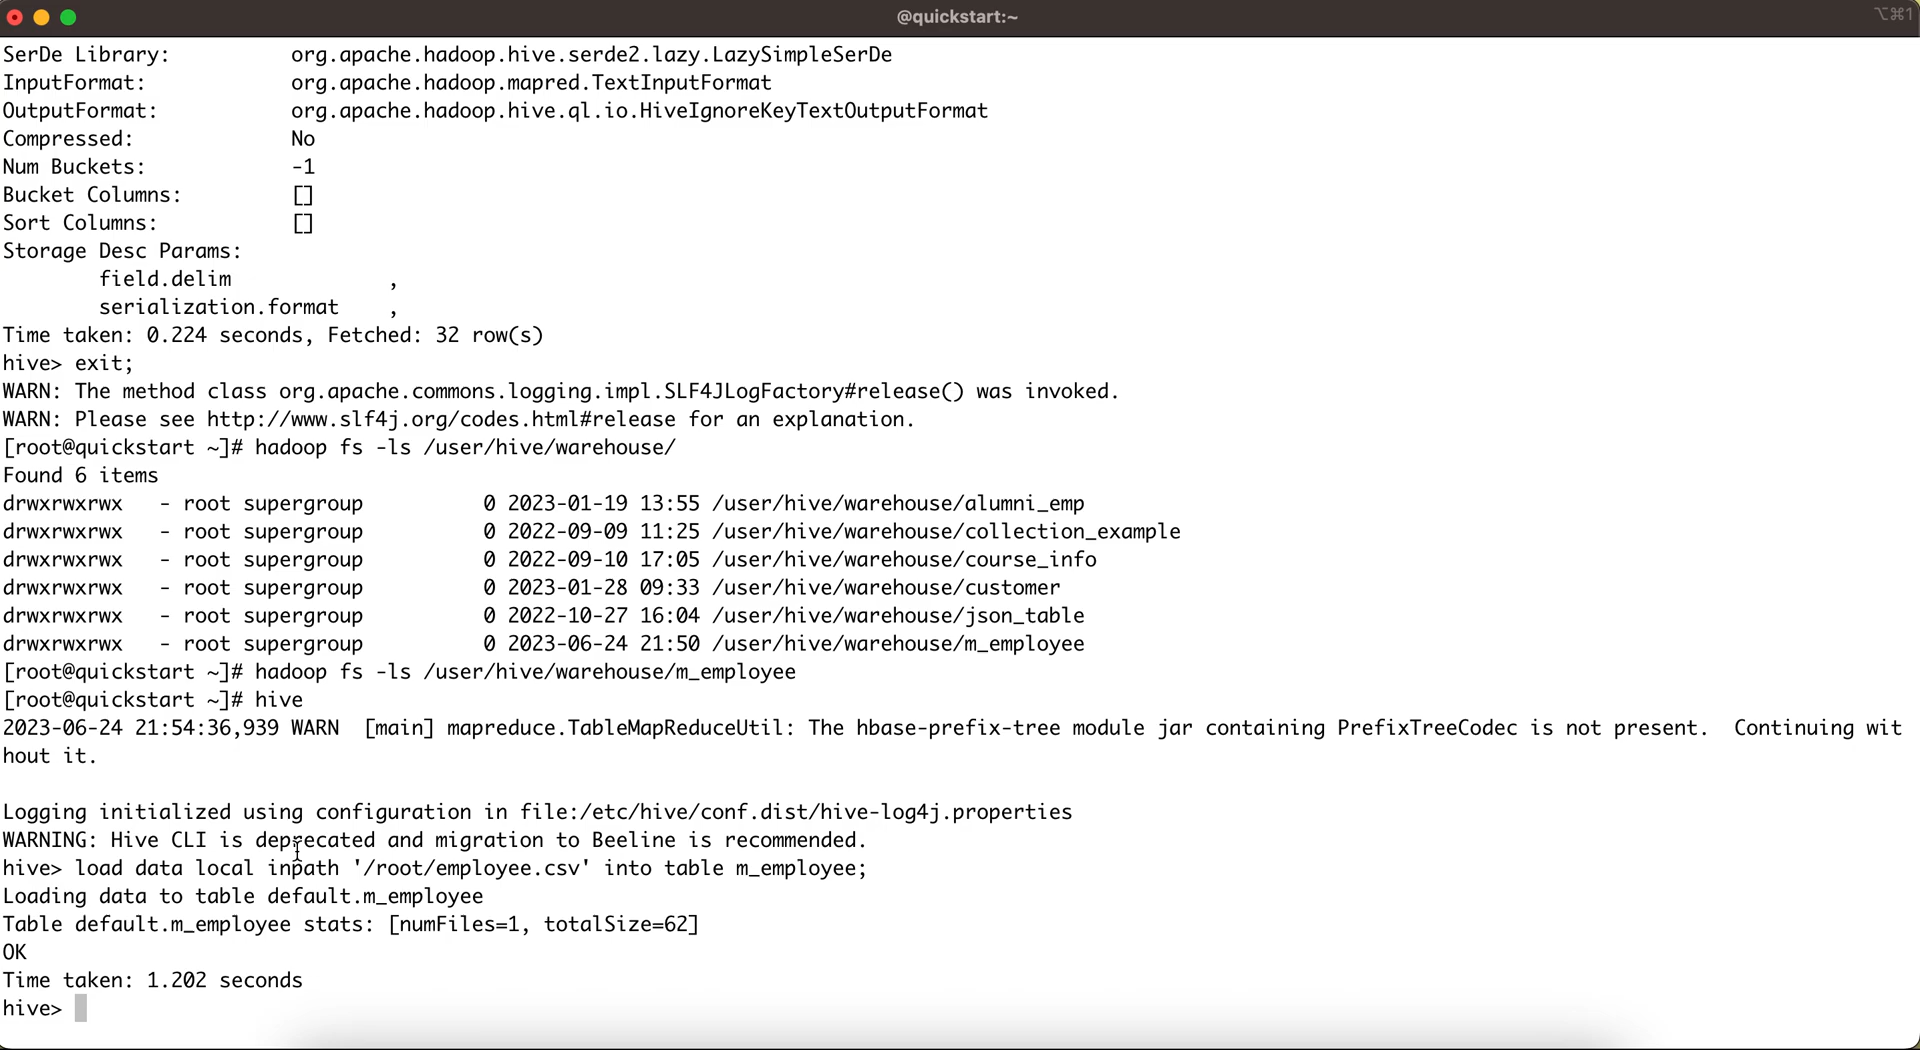 @quickstart:~
⌥⌘1
SerDe Library: org.apache.hadoop.hive.serde2.lazy.LazySimpleSerDe
InputFormat: org.apache.hadoop.mapred.TextInputFormat
OutputFormat: org.apache.hadoop.hive.ql.io.HiveIgnoreKeyTextOutputFormat
Compressed: No
Num Buckets: -1
Bucket Columns: []
Sort Columns: []
Storage Desc Params:
field.delim ,
serialization.format ,
Time taken: 0.224 seconds, Fetched: 32 row(s)
hive> exit;
WARN: The method class org.apache.commons.logging.impl.SLF4JLogFactory#release() was invoked.
WARN: Please see http://www.slf4j.org/codes.html#release for an explanation.
[root@quickstart ~]# hadoop fs -ls /user/hive/warehouse/
Found 6 items
drwxrwxrwx - root supergroup 0 2023-01-19 13:55 /user/hive/warehouse/alumni_emp
drwxrwxrwx - root supergroup 0 2022-09-09 11:25 /user/hive/warehouse/collection_example
drwxrwxrwx - root supergroup 0 2022-09-10 17:05 /user/hive/warehouse/course_info
drwxrwxrwx - root supergroup 0 2023-01-28 09:33 /user/hive/warehouse/customer
drwxrwxrwx - root supergroup 0 2022-10-27 16:04 /user/hive/warehouse/json_table
drwxrwxrwx - root supergroup 0 2023-06-24 21:50 /user/hive/warehouse/m_employee
[root@quickstart ~]# hadoop fs -ls /user/hive/warehouse/m_employee
[root@quickstart ~]# hive
2023-06-24 21:54:36,939 WARN [main] mapreduce.TableMapReduceUtil: The hbase-prefix-tree module jar containing PrefixTreeCodec is not present. Continuing wit
hout it.
Logging initialized using configuration in file:/etc/hive/conf.dist/hive-log4j.properties
WARNING: Hive CLI is deprecated and migration to Beeline is recommended.
hive> load data local inpath '/root/employee.csv' into table m_employee;
Loading data to table default.m_employee
Table default.m_employee stats: [numFiles=1, totalSize=62]
OK
Time taken: 1.202 seconds
hive>